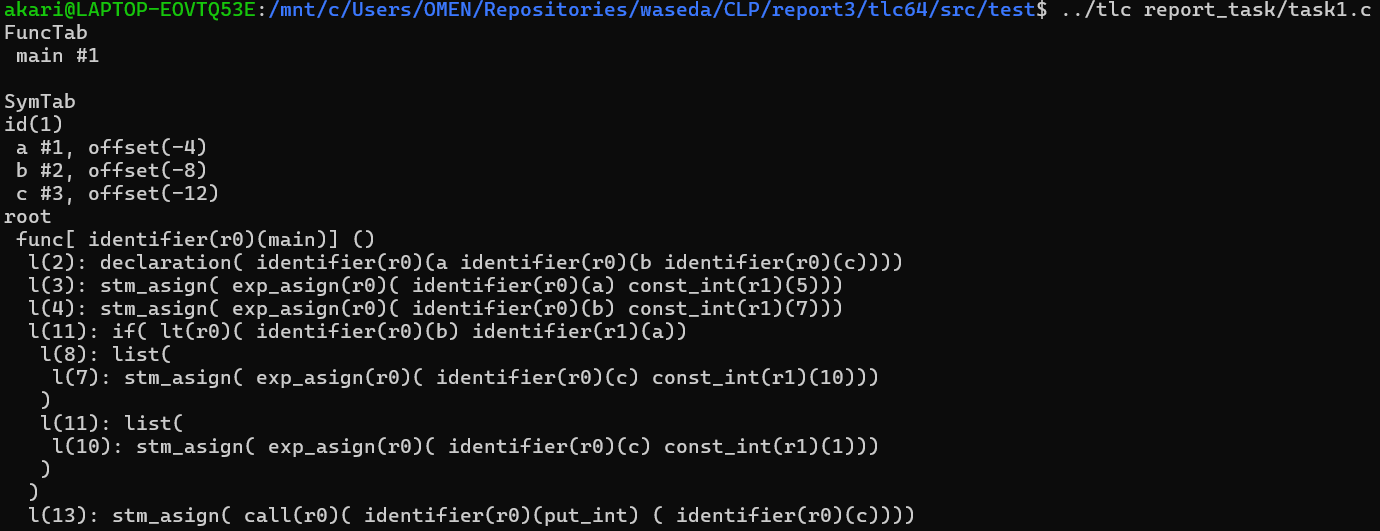 akari@LAPTOP-EOVTQ53E:/mnt/c/Users/OMEN/Repositories/waseda/CLP/report3/tlc64/src/test$ ../tlc report_task/task1.c
FuncTab
 main #1

SymTab
id(1)
 a #1, offset(-4)
 b #2, offset(-8)
 c #3, offset(-12)
root
 func[ identifier(r0)(main)] ()
  l(2): declaration( identifier(r0)(a identifier(r0)(b identifier(r0)(c))))
  l(3): stm_asign( exp_asign(r0)( identifier(r0)(a) const_int(r1)(5)))
  l(4): stm_asign( exp_asign(r0)( identifier(r0)(b) const_int(r1)(7)))
  l(11): if( lt(r0)( identifier(r0)(b) identifier(r1)(a))
   l(8): list(
    l(7): stm_asign( exp_asign(r0)( identifier(r0)(c) const_int(r1)(10)))
   )
   l(11): list(
    l(10): stm_asign( exp_asign(r0)( identifier(r0)(c) const_int(r1)(1)))
   )
  )
  l(13): stm_asign( call(r0)( identifier(r0)(put_int) ( identifier(r0)(c))))